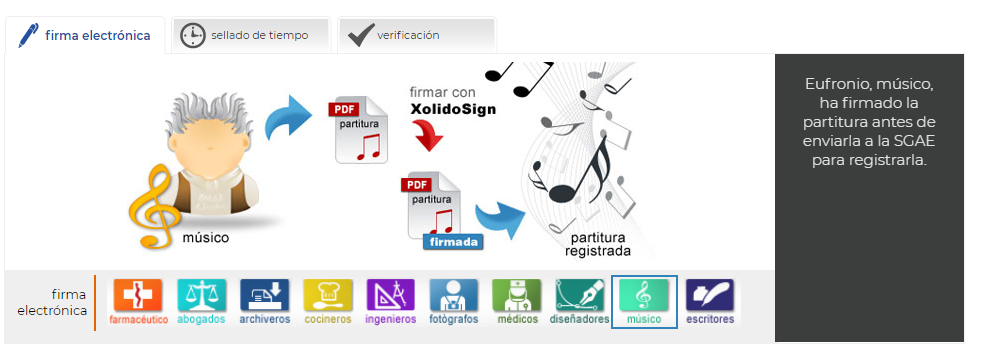 firma electrónica
sellado de tiempo
verificación
PDF
partitura
firmar con
XolidoSign
PDF
partitura
firmada
músico
partitura
registrada
Eufronio, músico,
ha firmado la
partitura antes de
enviarla a la SGAE
para registrarla.
firma
electrónica
farmacéutico
abogados
archiveros
cocineros
ingenieros
fotógrafos
médicos
diseñadores
músico
escritores